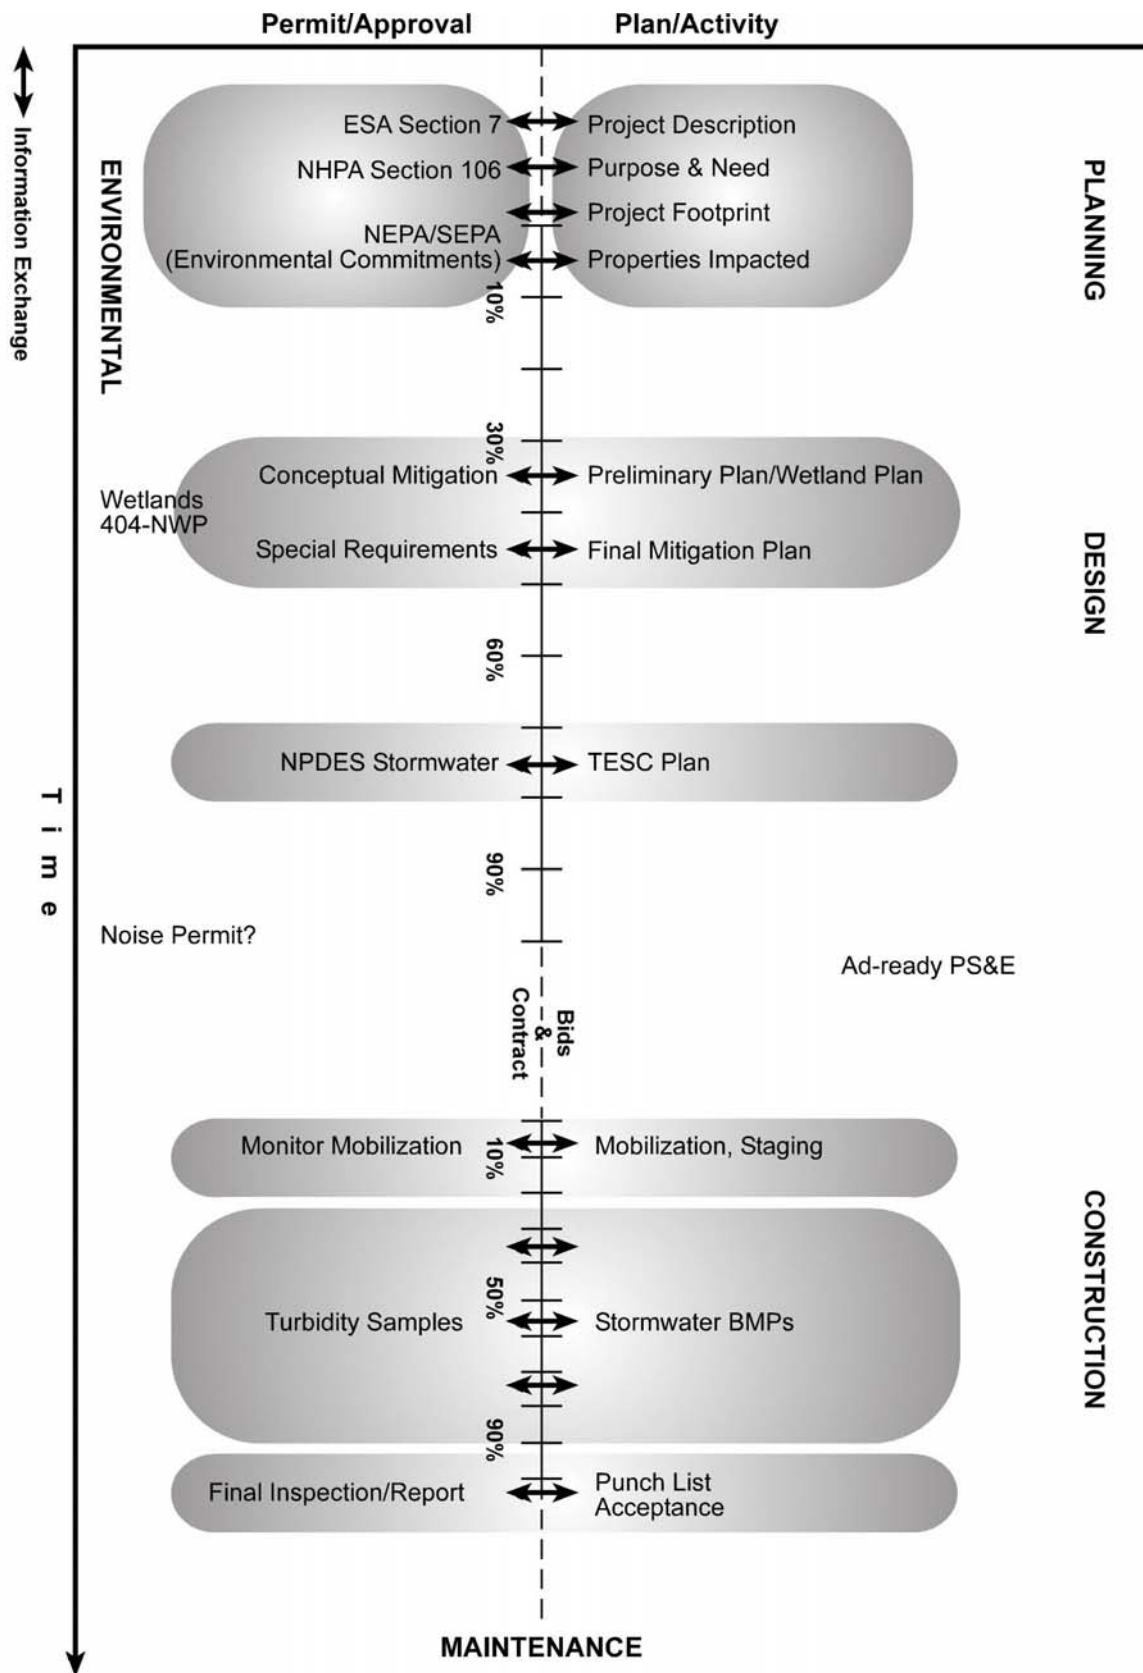 Permit/Approval
Plan/Activity
Information Exchange
ENVIRONMENTAL
PLANNING
ESA Section 7
Project Description
NHPA Section 106
Purpose & Need
Project Footprint
NEPA/SEPA
(Environmental Commitments)
Properties Impacted
10%
30%
Conceptual Mitigation
Preliminary Plan/Wetland Plan
Wetlands
404-NWP
Special Requirements
Final Mitigation Plan
DESIGN
60%
NPDES Stormwater
TESC Plan
Time
90%
Noise Permit?
Ad-ready PS&E
Bids
&
Contract
Monitor Mobilization
10%
Mobilization, Staging
CONSTRUCTION
50%
Turbidity Samples
Stormwater BMPs
90%
Final Inspection/Report
Punch List
Acceptance
MAINTENANCE